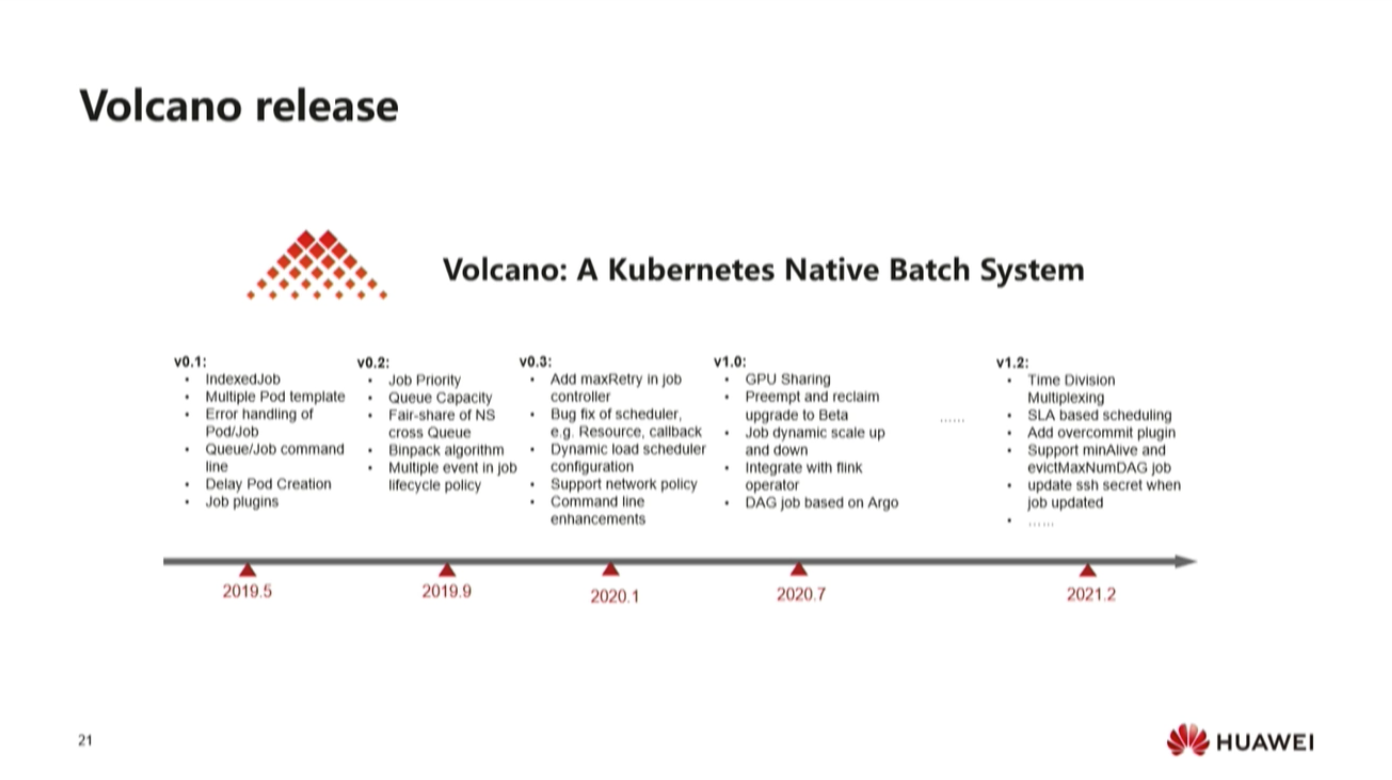 Volcano release
Volcano: A Kubernetes Native Batch System
v0.1:
• IndexedJob
• Multiple Pod template
• Error handling of
Pod/Job
• Queue/Job command
line
• Delay Pod Creation
• Job plugins
v0.2:
• Job Priority
• Queue Capacity
• Fair-share of NS
cross Queue
• Binpack algorithm
• Multiple event in job
lifecycle policy
v0.3:
• Add maxRetry in job
controller
• Bug fix of scheduler,
e.g. Resource, callback
• Dynamic load scheduler
configuration
• Support network policy
• Command line
enhancements
v1.0:
• GPU Sharing
• Preempt and reclaim
upgrade to Beta
• Job dynamic scale up
and down
• Integrate with flink
operator
• DAG job based on Argo
......
v1.2:
• Time Division
Multiplexing
• SLA based scheduling
• Add overcommit plugin
• Support minAlive and
evictMaxNumDAG job
• update ssh secret when
job updated
• ......
2019.5
2019.9
2020.1
2020.7
2021.2
21
HUAWEI